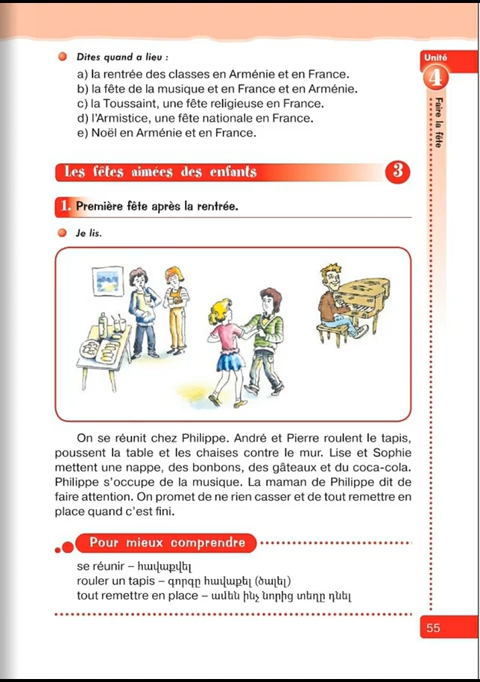 Dites quand a lieu :
a) la rentrée des classes en Arménie et en France.
b) la fête de la musique et en France et en Arménie.
c) la Toussaint, une fête religieuse en France.
d) l'Armistice, une fête nationale en France.
e) Noël en Arménie et en France.
Unité
4
Faire la fête
Les fêtes aimées des enfants
3
1. Première fête après la rentrée.
Je lis.
On se réunit chez Philippe. André et Pierre roulent le tapis,
poussent la table et les chaises contre le mur. Lise et Sophie
mettent une nappe, des bonbons, des gâteaux et du coca-cola.
Philippe s'occupe de la musique. La maman de Philippe dit de
faire attention. On promet de ne rien casser et de tout remettre en
place quand c'est fini.
Pour mieux comprendre
se réunir – հավաքվել
rouler un tapis – գորգը հավաքել (ծալել)
tout remettre en place – ամեն ինչ նորից տեղը դնել
55